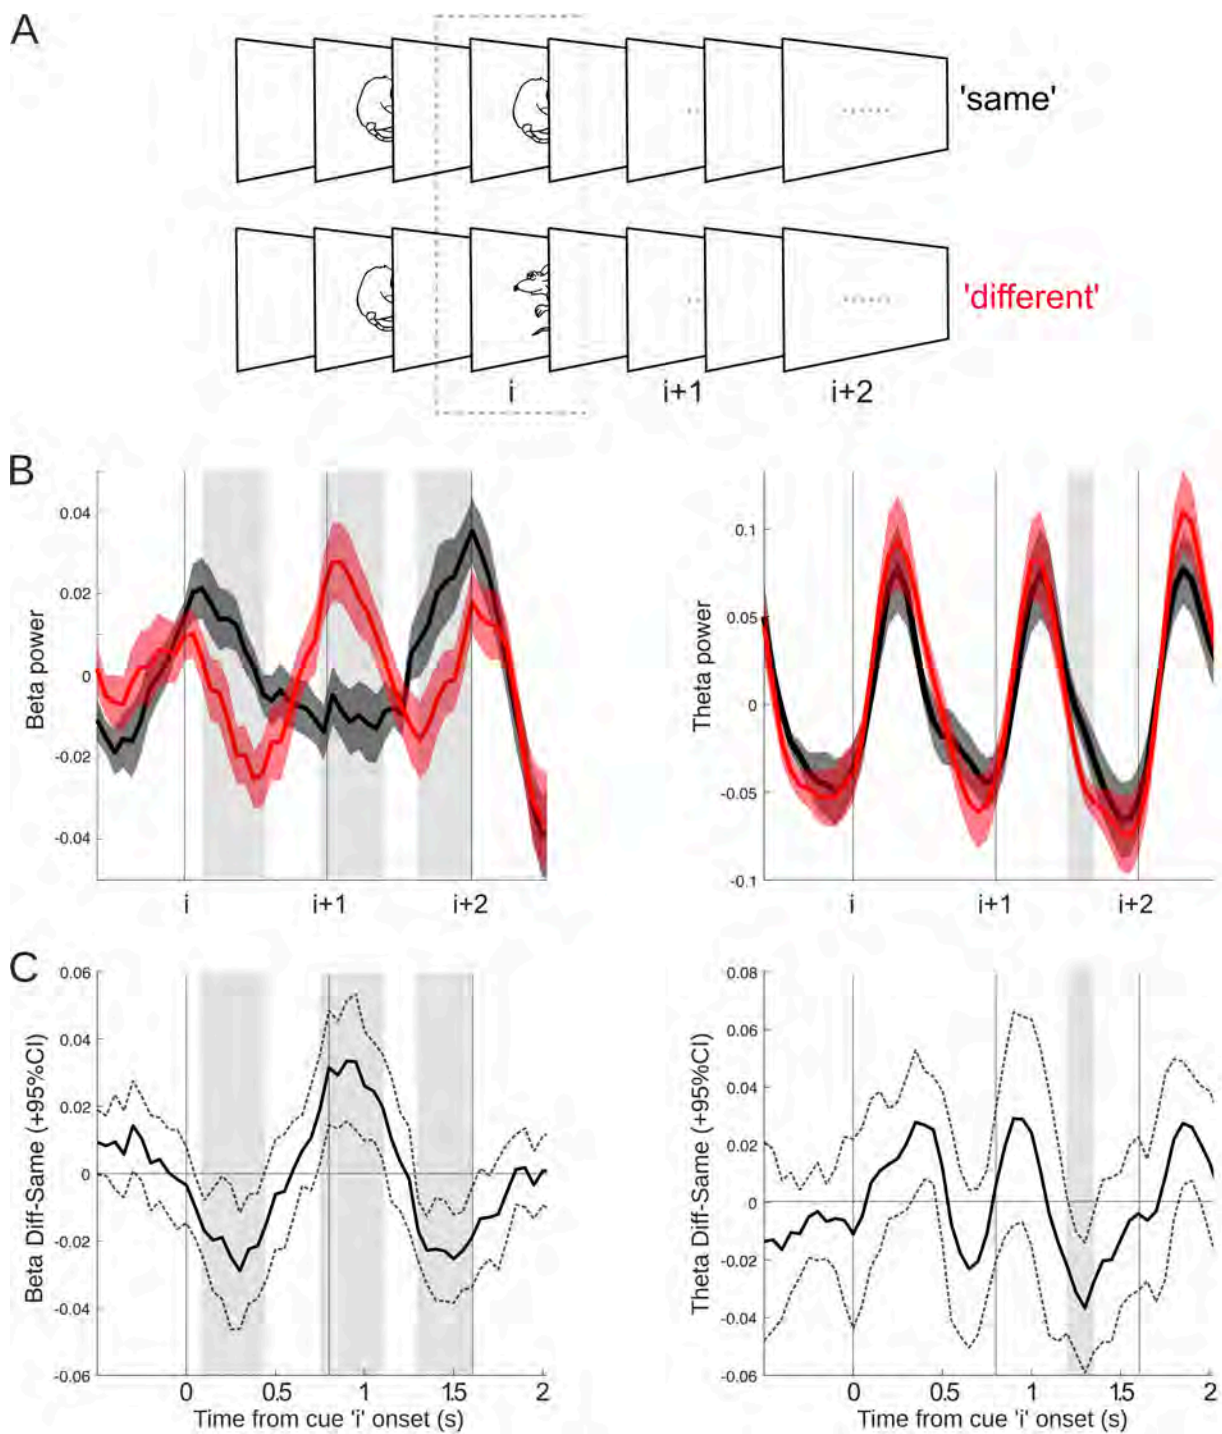 A
'same'
'different'
i
i+1
i+2
B
Beta power
0.04
0.02
0
-0.02
-0.04
i
i+1
i+2
Theta power
0.1
0.05
0
-0.05
-0.1
i
i+1
i+2
C
Beta Diff-Same (+95%CI)
0.06
0.04
0.02
0
-0.02
-0.04
-0.06
0
0.5
1
1.5
2
Time from cue 'i' onset (s)
Theta Diff-Same (+95%CI)
0.08
0.06
0.04
0.02
0
-0.02
-0.04
-0.06
0
0.5
1
1.5
2
Time from cue 'i' onset (s)